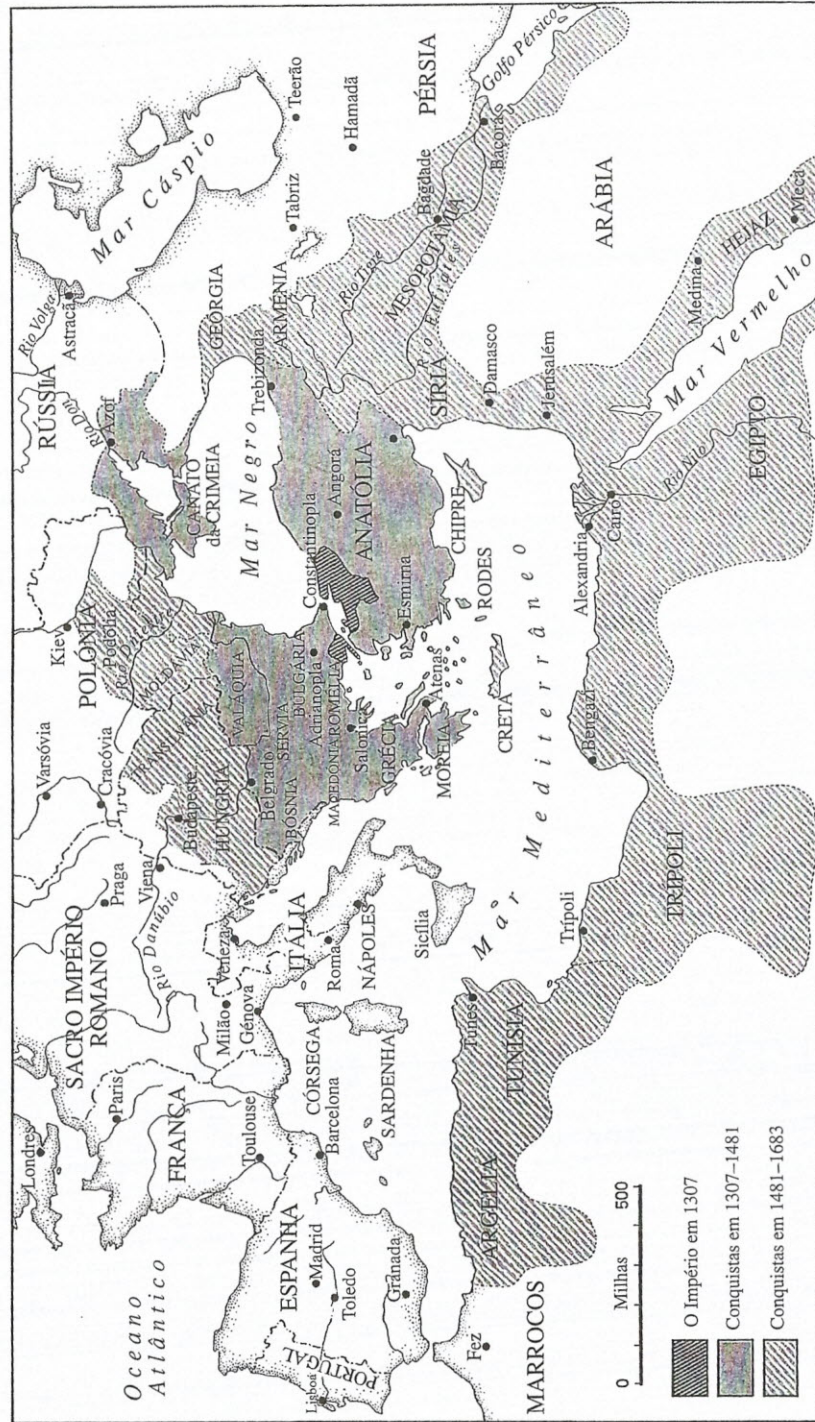 Oceano
Atlântico
Londres
Paris
FRANÇA
Toulouse
ESPANHA
Madrid
Toledo
PORTUGAL
Lisboa
Granada
Barcelona
SACRO IMPÉRIO
ROMANO
Praga
Varsóvia
Cracóvia
Viena
Rio Danúbio
Milão
Veneza
Génova
CÓRSEGA
SARDENHA
ITÁLIA
Roma
NÁPOLES
Sicília
Budapeste
HUNGRIA
TRANSILVÂNIA
MOLDÁVIA
POLÓNIA
Kiev
Podólia
VALAQUIA
Belgrado
BÓSNIA
SÉRVIA
BULGÁRIA
Adrianopla
ROMÉLIA
MACEDÓNIA
Salonica
GRÉCIA
MOREIA
Atenas
CRETA
RODES
CHIPRE
Constantinopla
Esmirna
Angorá
ANATÓLIA
Mar Negro
Trebizonda
CANATO
da CRIMEIA
Azof
Rio Don
RÚSSIA
Rio Volga
Astracã
Mar Cáspio
GEÓRGIA
ARMÉNIA
Tabriz
Teerão
Hamadã
PÉRSIA
Golfo Pérsico
Bagdade
Baçorá
MESOPOTÂMIA
Rio Tigre
Rio Eufrates
SÍRIA
Damasco
Jerusalém
ARÁBIA
Medina
HEJAZ
Meca
Mar Vermelho
EGIPTO
Rio Nilo
Cairo
Alexandria
Bengazi
Mar Mediterrâneo
TRÍPOLI
Trípoli
TUNÍSIA
Tunes
ARGÉLIA
MARROCOS
Fez
0 Milhas 500
O Império em 1307
Conquistas em 1307–1481
Conquistas em 1481–1683